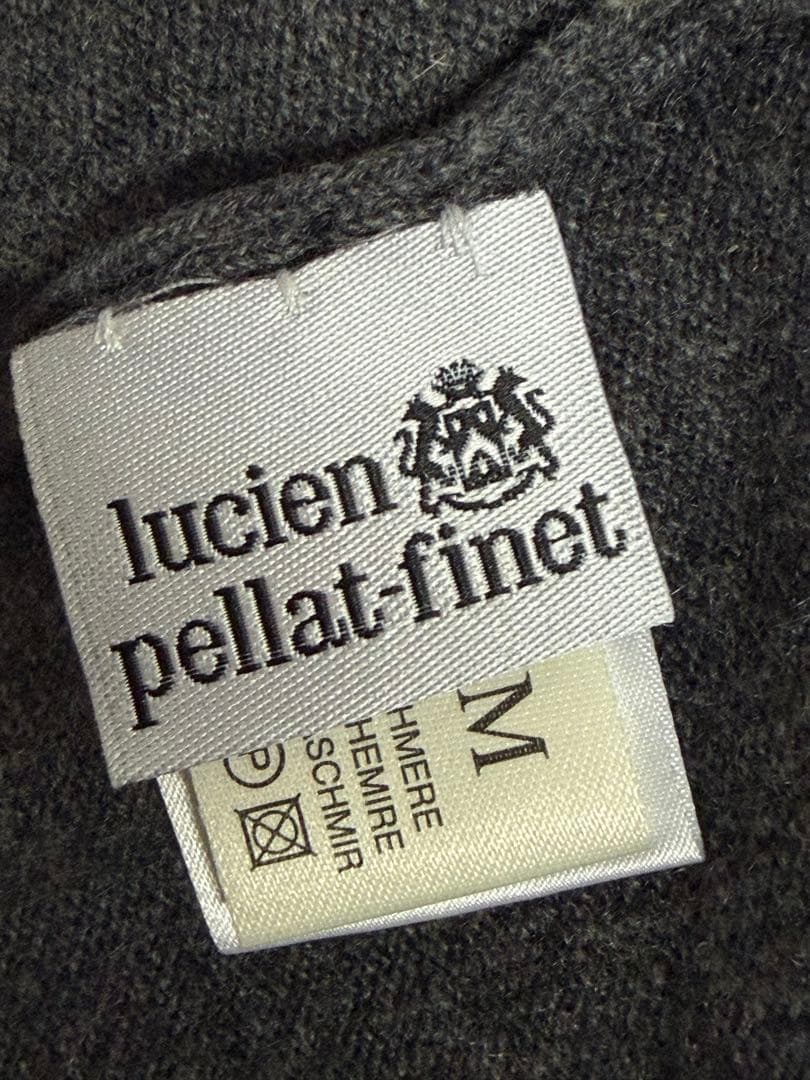 lucien
pellat-finet
M
HMERE
HEMIRE
SCHMIR
P